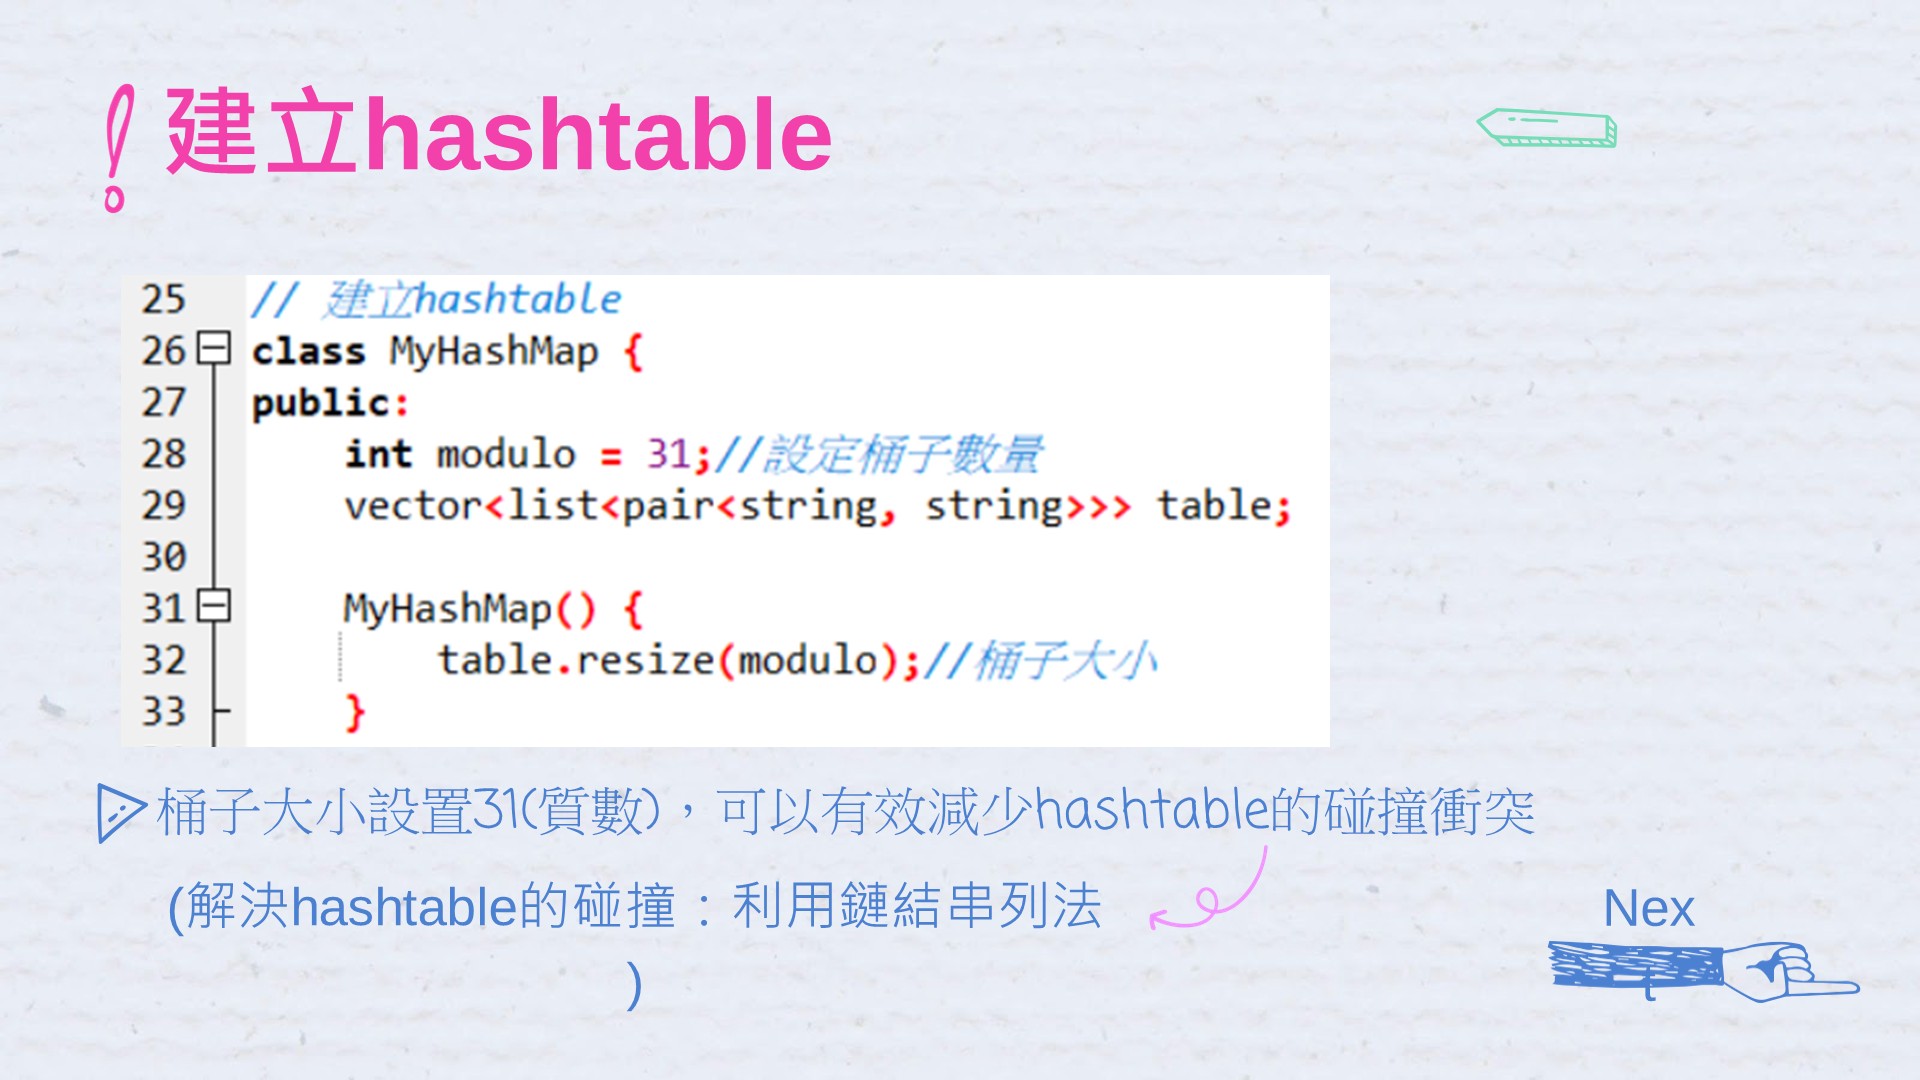 建立hashtable
25 // 建立hashtable
26 class MyHashMap {
27 public:
28 int modulo = 31;//設定桶子數量
29 vector<list<pair<string, string>>> table;
30
31 MyHashMap() {
32 table.resize(modulo);//桶子大小
33 }
桶子大小設置31(質數)，可以有效減少hashtable的碰撞衝突
(解決hashtable的碰撞：利用鏈結串列法
)
Nex
t